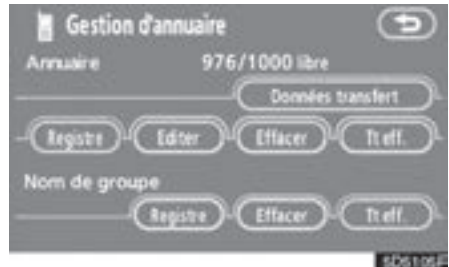 Gestion d'annuaire
Annuaire 976/1000 libre
Données transfert
Registre Editer Effacer Tt eff.
Nom de groupe
Registre Effacer Tt eff.